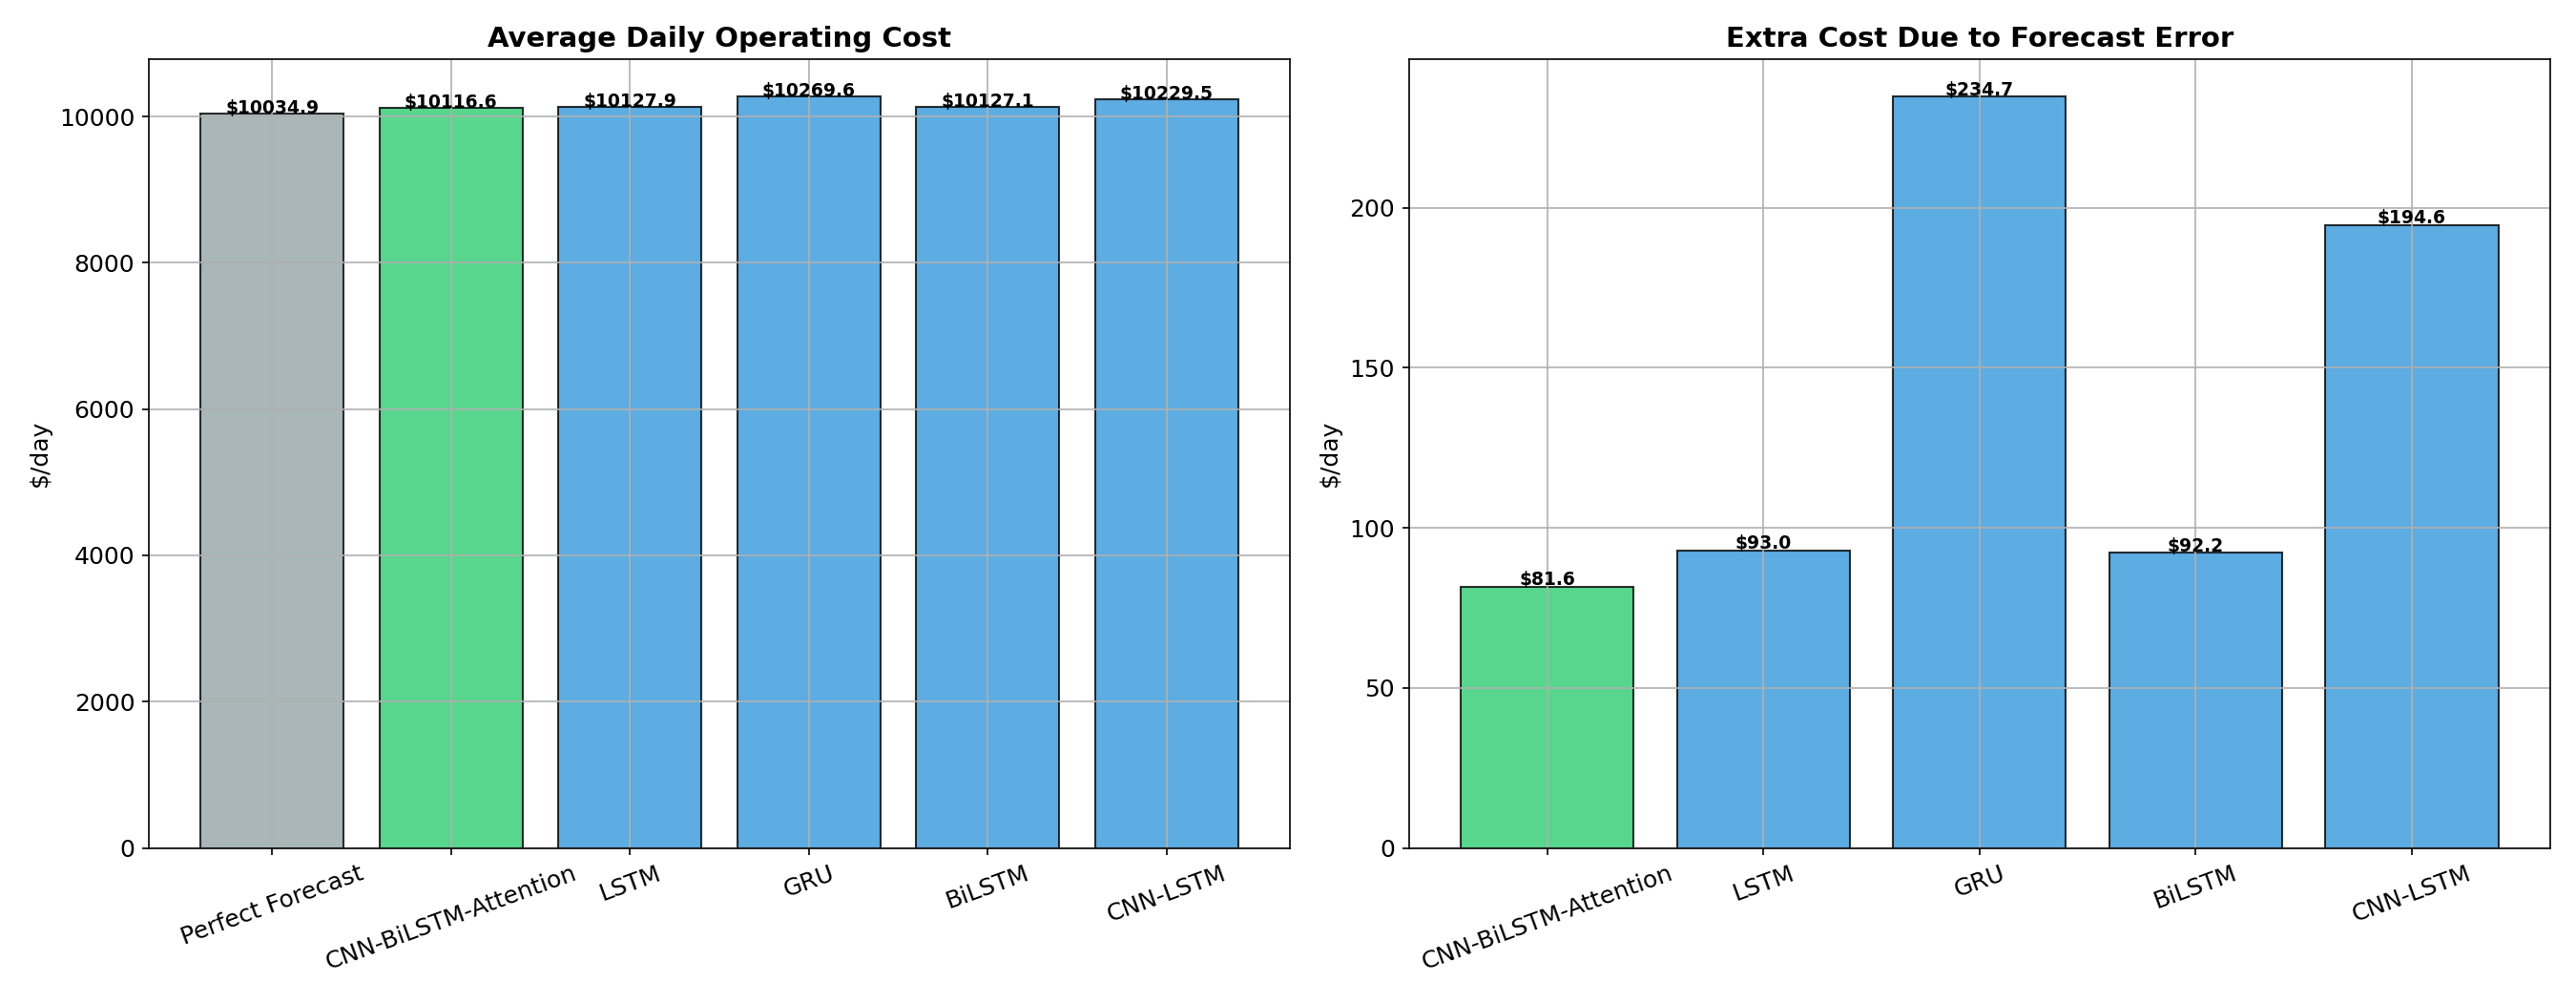 Average Daily Operating Cost
$/day
10000
8000
6000
4000
2000
0
$10034.9
$10116.6
$10127.9
$10269.6
$10127.1
$10229.5
Perfect Forecast
CNN-BiLSTM-Attention
LSTM
GRU
BiLSTM
CNN-LSTM
Extra Cost Due to Forecast Error
$/day
200
150
100
50
0
$81.6
$93.0
$234.7
$92.2
$194.6
CNN-BiLSTM-Attention
LSTM
GRU
BiLSTM
CNN-LSTM